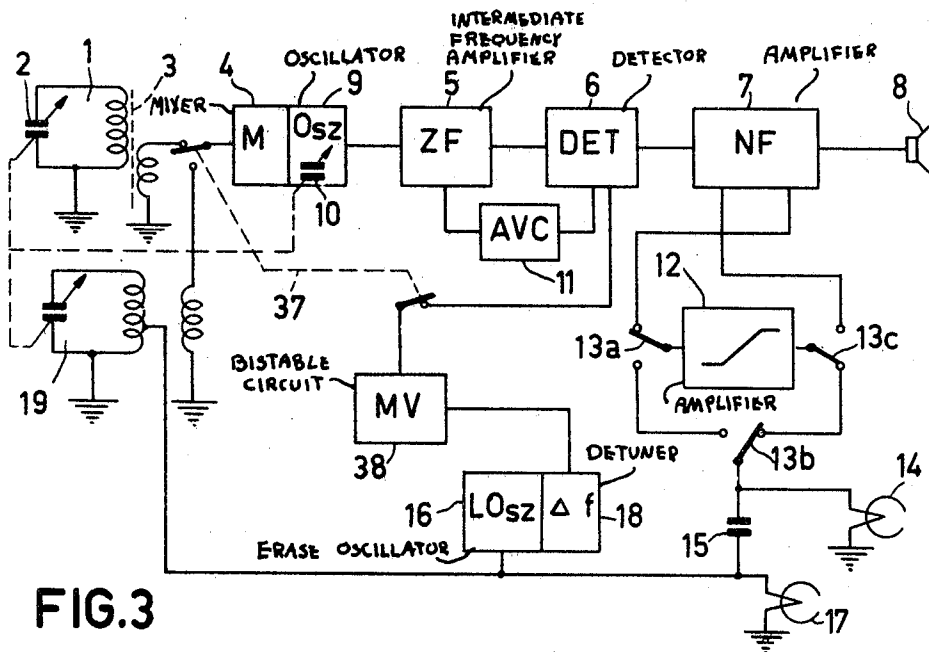 INTERMEDIATE
FREQUENCY
AMPLIFIER
OSCILLATOR
DETECTOR
AMPLIFIER
2
1
3
4
9
5
6
7
8
MIXER
M
Osz
ZF
DET
NF
10
AVC
11
12
37
13a
13c
19
BISTABLE
CIRCUIT
MV
38
AMPLIFIER
13b
DETUNER
14
16
LOsz
Δ f
18
15
ERASE OSCILLATOR
17
FIG.3